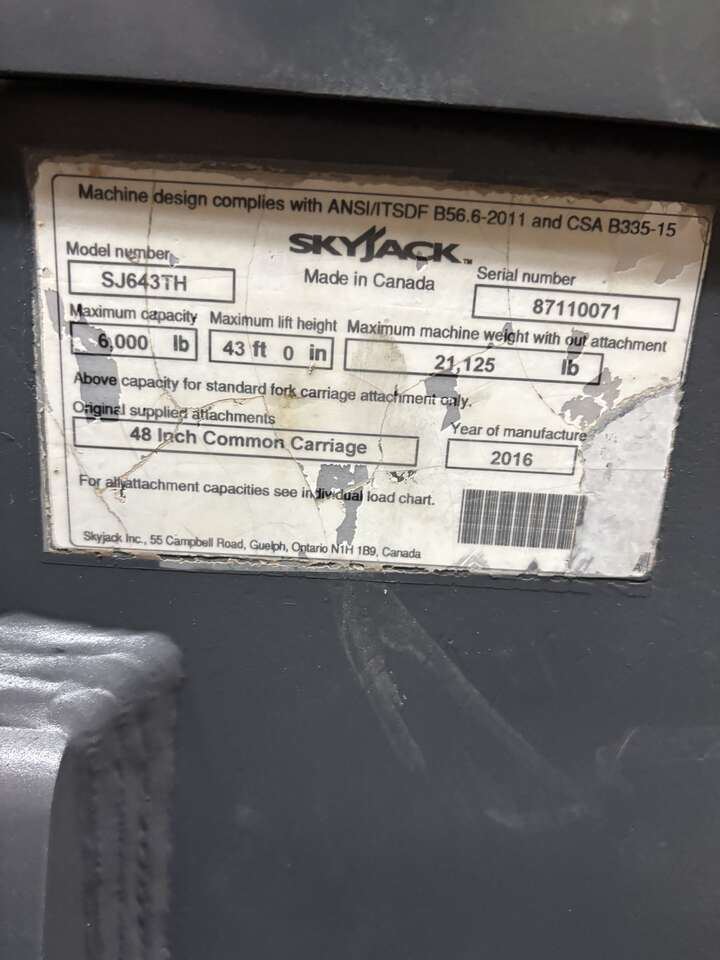 Machine design complies with ANSI/ITSDF B56.6-2011 and CSA B335-15
SKYJACK™
Made in Canada
Model number
SJ643TH
Serial number
87110071
Maximum capacity
6,000 lb
Maximum lift height
43 ft 0 in
Maximum machine weight with out attachment
21,125 lb
Above capacity for standard fork carriage attachment only.
Original supplied attachments
48 Inch Common Carriage
Year of manufacture
2016
For all attachment capacities see individual load chart.
Skyjack Inc., 55 Campbell Road, Guelph, Ontario N1H 1B9, Canada